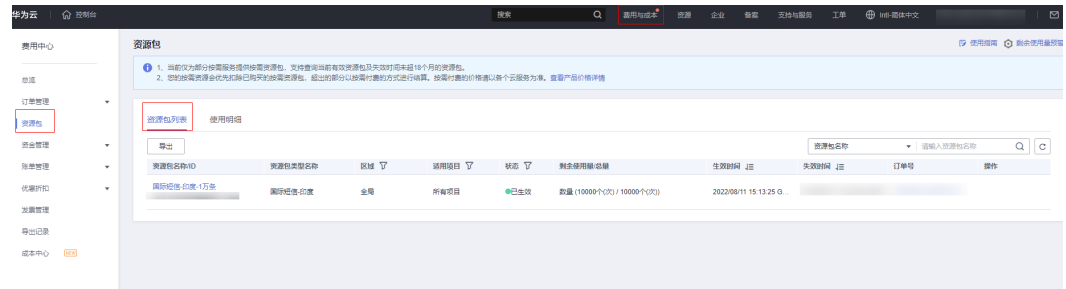 华为云 控制台 搜索 费用与成本 资源 企业 备案 支持与服务 工单 Intl-简体中文
费用中心
资源包
使用指南 剩余使用量预警
总览
订单管理
资源包
资金管理
账单管理
优惠折扣
发票管理
导出记录
成本中心
1、当前仅为部分按需服务提供按需资源包，支持查询当前有效资源包及失效时间未超18个月的资源包。
2、您的按需资源会优先扣除已购买的按需资源包，超出的部分以按需付费的方式进行结算。按需付费的价格请以各个云服务为准。查看产品价格详情
资源包列表 使用明细
导出 资源包名称 请输入资源包名称
资源包名称/ID 资源包类型名称 区域 适用项目 状态 剩余使用量/总量 生效时间 失效时间 订单号 操作
国际短信-印度-1万条 国际短信-印度 全局 所有项目 已生效 数量 (10000个(次) / 10000个(次)) 2022/08/11 15:13:25 G...